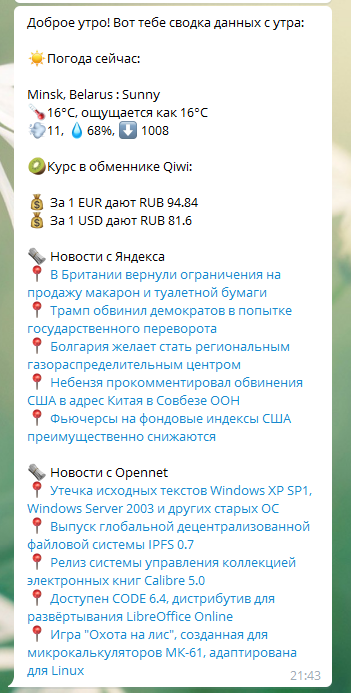 Доброе утро! Вот тебе сводка данных с утра:
Погода сейчас:
Minsk, Belarus : Sunny
16°C, ощущается как 16°C
11, 68%, 1008
Курс в обменнике Qiwi:
За 1 EUR дают RUB 94.84
За 1 USD дают RUB 81.6
Новости с Яндекса
В Британии вернули ограничения на
продажу макарон и туалетной бумаги
Трамп обвинил демократов в попытке
государственного переворота
Болгария желает стать региональным
газораспределительным центром
Небензя прокомментировал обвинения
США в адрес Китая в Совбезе ООН
Фьючерсы на фондовые индексы США
преимущественно снижаются
Новости с Opennet
Утечка исходных текстов Windows XP SP1,
Windows Server 2003 и других старых ОС
Выпуск глобальной децентрализованной
файловой системы IPFS 0.7
Релиз системы управления коллекцией
электронных книг Calibre 5.0
Доступен CODE 6.4, дистрибутив для
развёртывания LibreOffice Online
Игра "Охота на лис", созданная для
микрокалькуляторов МК-61, адаптирована
для Linux
21:43